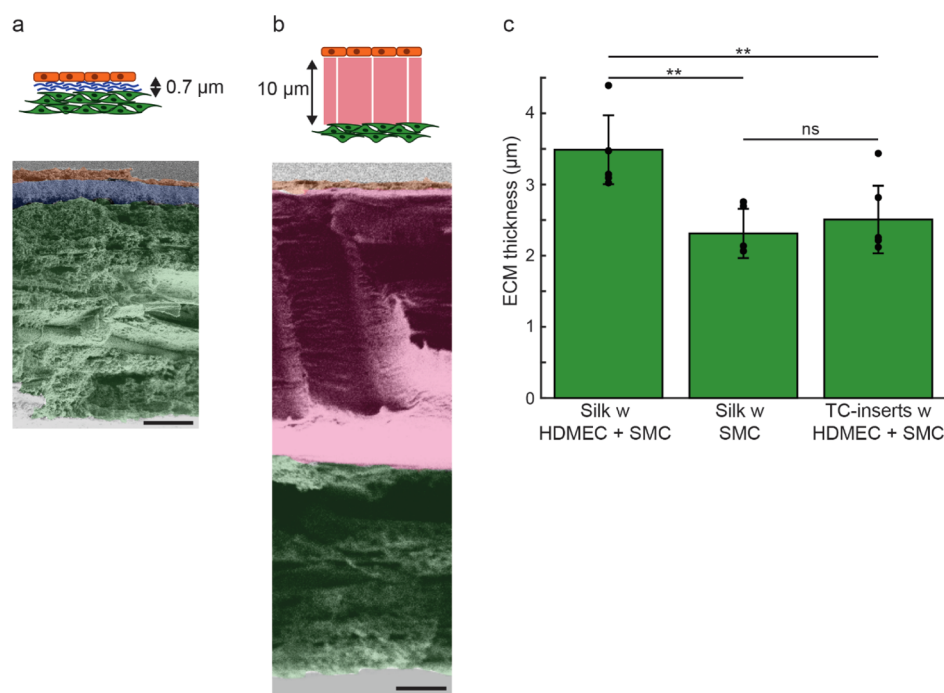 a
0.7 µm
b
10 µm
c
**
**
ns
ECM thickness (µm)
4
3
2
1
0
Silk w
HDMEC + SMC
Silk w
SMC
TC-inserts w
HDMEC + SMC